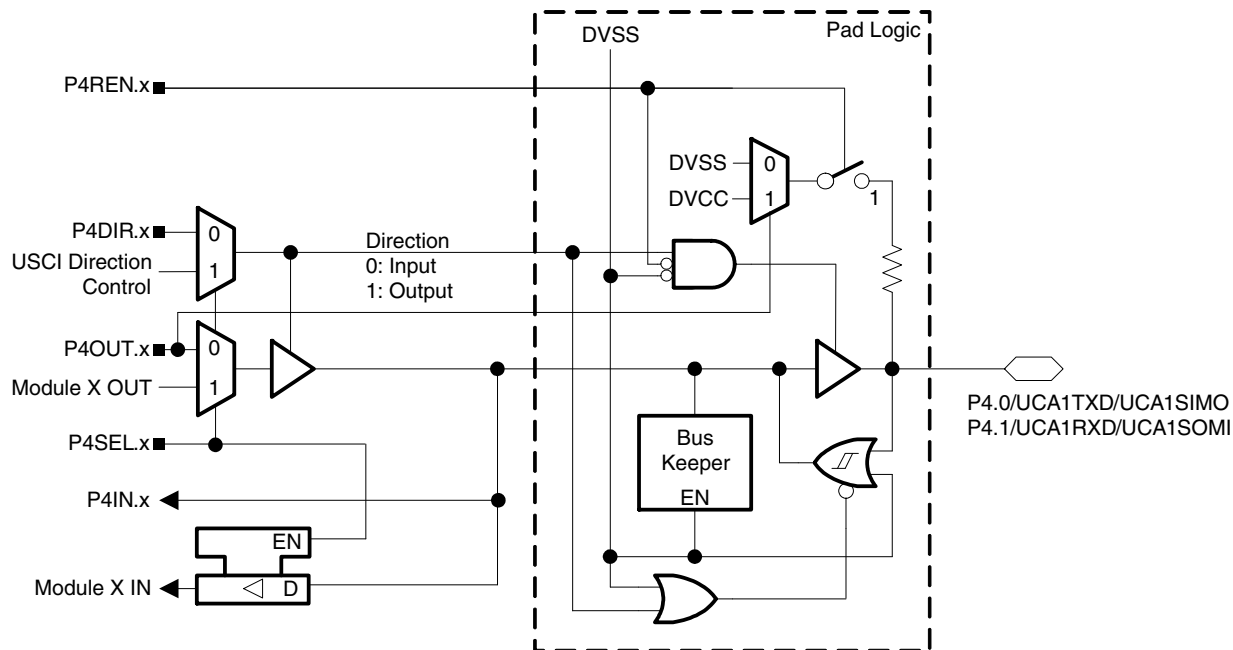 Pad Logic
DVSS
P4REN.x
DVSS
0
DVCC
1
1
P4DIR.x
0
USCI Direction
Control
1
Direction
0: Input
1: Output
P4OUT.x
0
Module X OUT
1
P4SEL.x
P4.0/UCA1TXD/UCA1SIMO
P4.1/UCA1RXD/UCA1SOMI
Bus
Keeper
EN
P4IN.x
EN
Module X IN
D